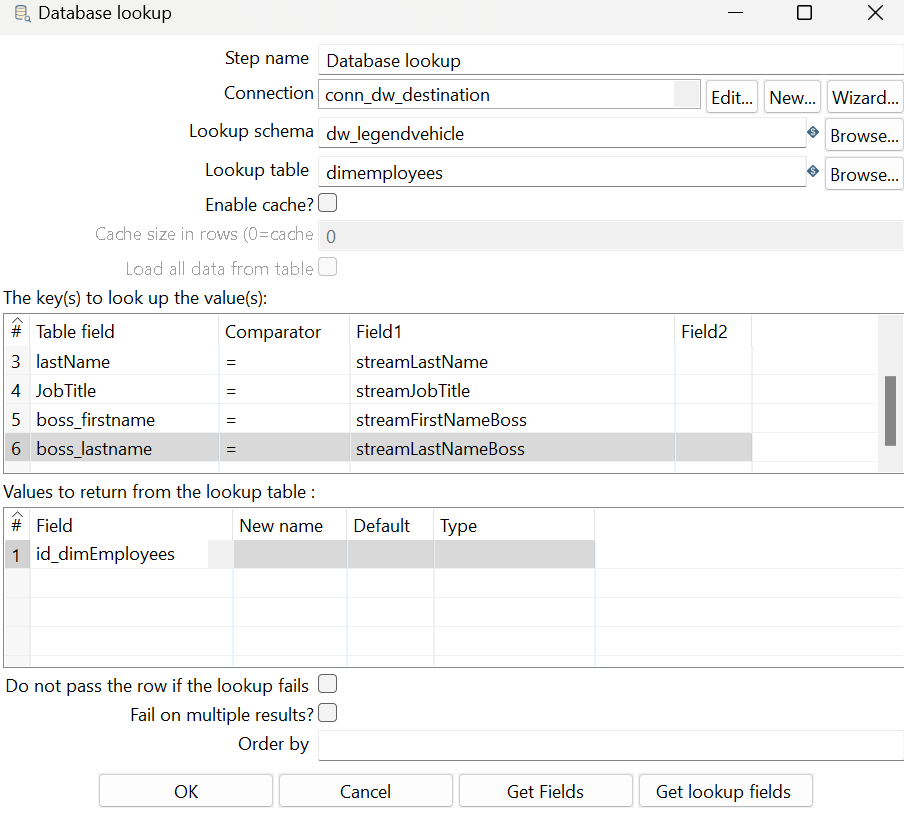 Database lookup
Step name Database lookup
Connection conn_dw_destination Edit... New... Wizard...
Lookup schema dw_legendvehicle Browse...
Lookup table dimemployees Browse...
Enable cache?
Cache size in rows (0=cache 0
Load all data from table
The key(s) to look up the value(s):
# Table field Comparator Field1 Field2
3 lastName = streamLastName
4 JobTitle = streamJobTitle
5 boss_firstname = streamFirstNameBoss
6 boss_lastname = streamLastNameBoss
Values to return from the lookup table :
# Field New name Default Type
1 id_dimEmployees
Do not pass the row if the lookup fails
Fail on multiple results?
Order by
OK Cancel Get Fields Get lookup fields